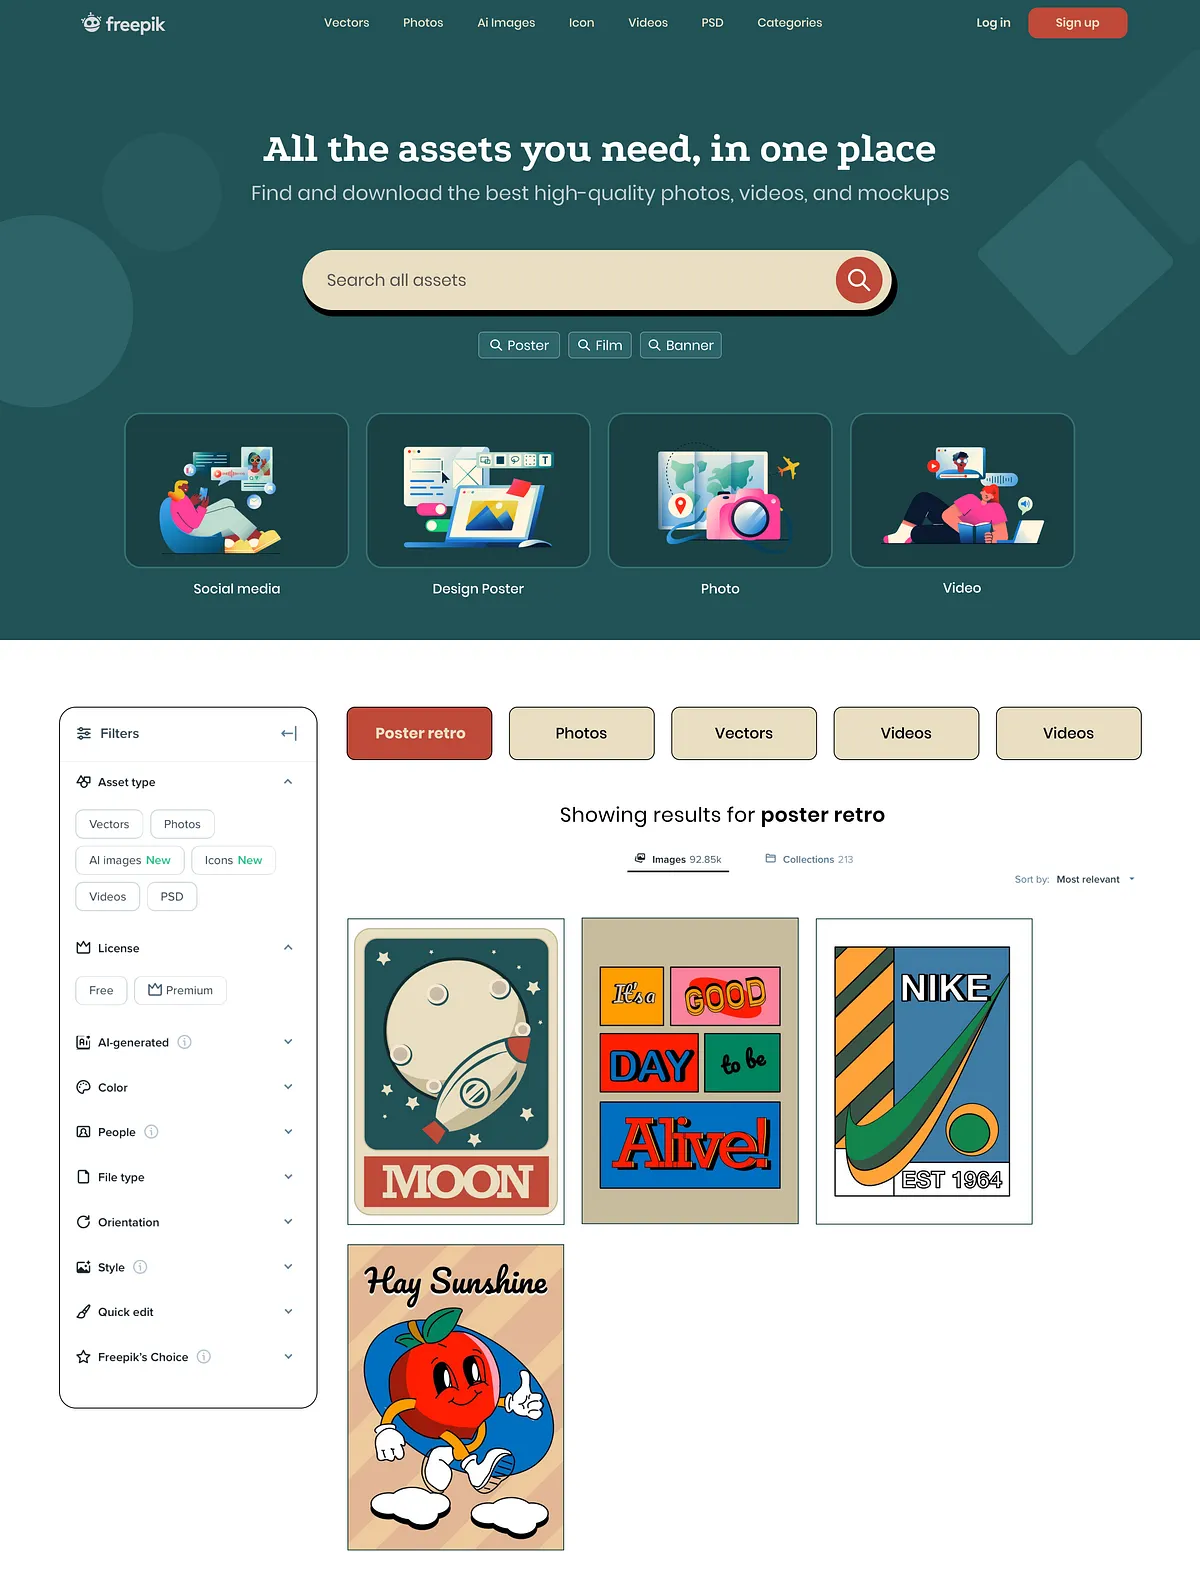 freepik
Vectors Photos Ai Images Icon Videos PSD Categories
Log in Sign up
All the assets you need, in one place
Find and download the best high-quality photos, videos, and mockups
Search all assets
Poster Film Banner
T
Social media Design Poster Photo Video
Filters
Poster retro Photos Vectors Videos Videos
Asset type
Vectors Photos
AI images New Icons New
Videos PSD
License
Free Premium
AI-generated
Color
People
File type
Orientation
Style
Quick edit
Freepik's Choice
Showing results for poster retro
Images 92.85k Collections 213
Sort by: Most relevant
MOON
It's a GOOD
DAY to be
Alive!
NIKE
EST 1964
Hay Sunshine